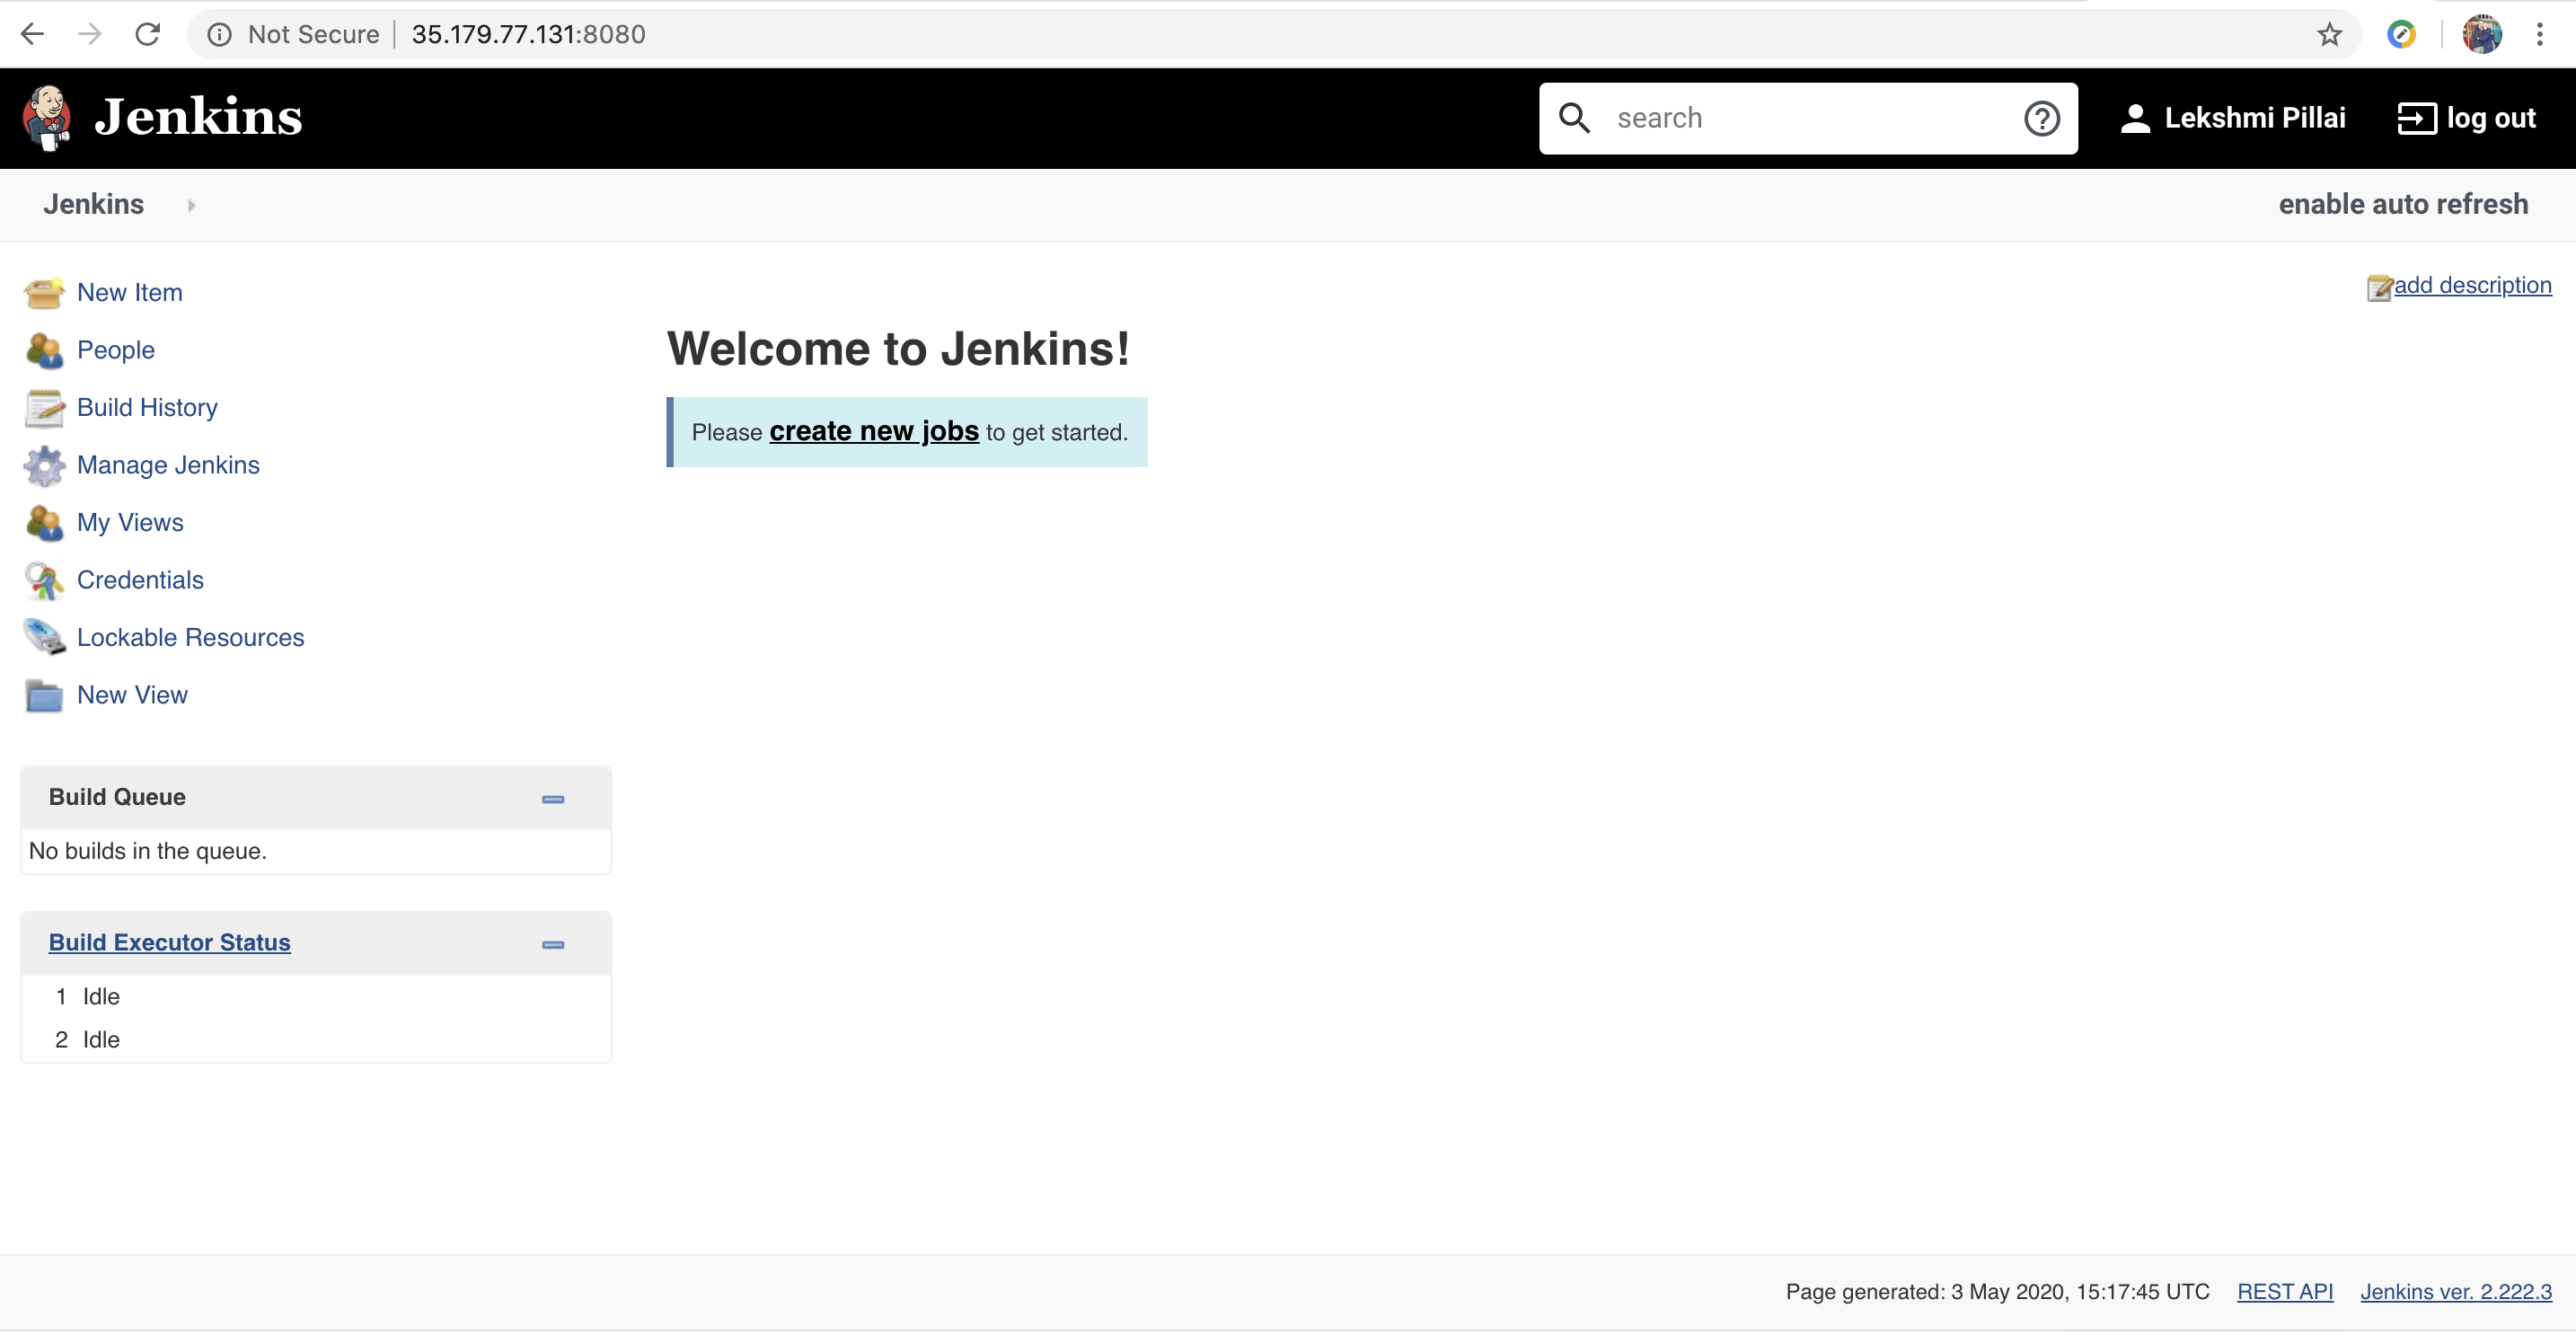 Not Secure 35.179.77.131:8080
Jenkins
search
Lekshmi Pillai
log out
Jenkins
enable auto refresh
New Item
People
Build History
Manage Jenkins
My Views
Credentials
Lockable Resources
New View
add description
Welcome to Jenkins!
Please create new jobs to get started.
Build Queue
No builds in the queue.
Build Executor Status
1 Idle
2 Idle
Page generated: 3 May 2020, 15:17:45 UTC REST API Jenkins ver. 2.222.3